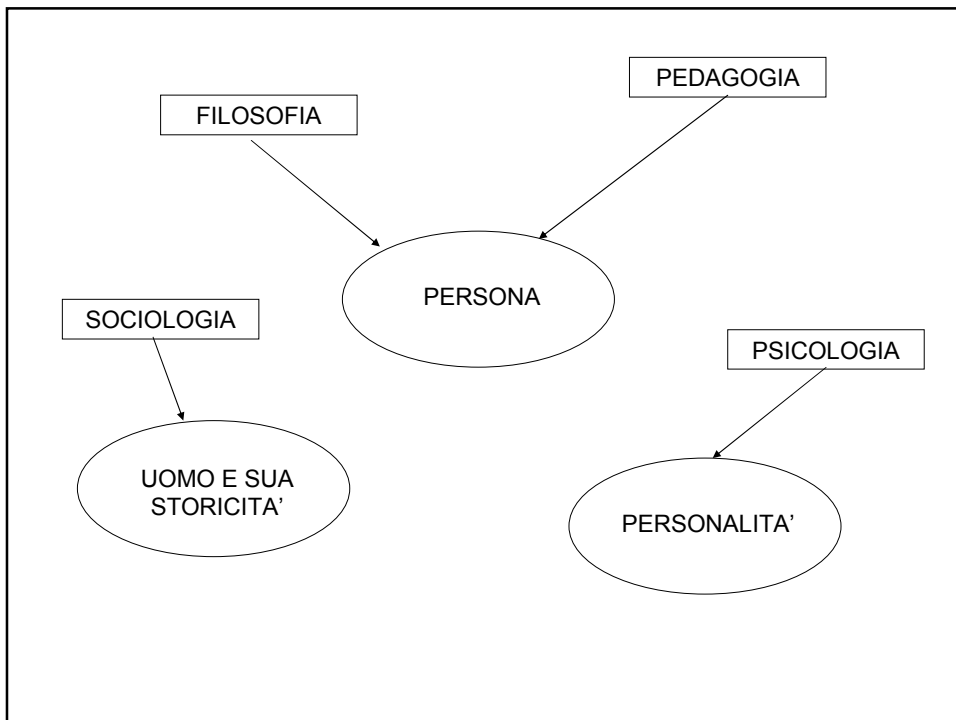 PEDAGOGIA
FILOSOFIA
PERSONA
SOCIOLOGIA
PSICOLOGIA
UOMO E SUA
STORICITA’
PERSONALITA’